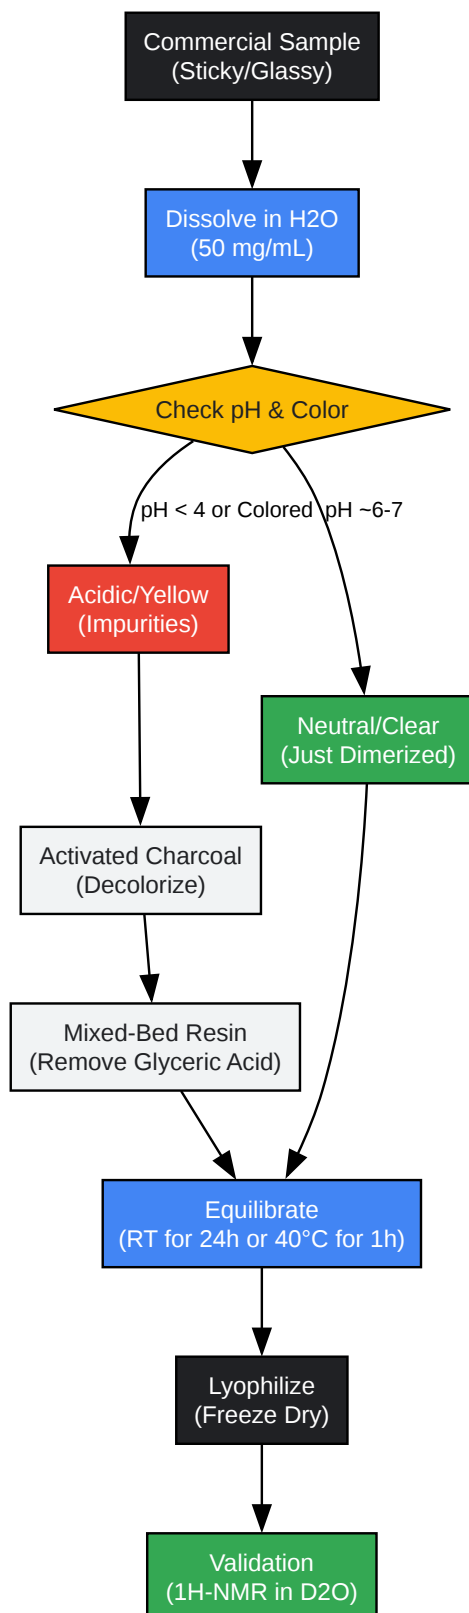 Commercial Sample
(Sticky/Glassy)
Dissolve in H2O
(50 mg/mL)
Check pH & Color
pH < 4 or Colored
pH ~6-7
Acidic/Yellow
(Impurities)
Neutral/Clear
(Just Dimerized)
Activated Charcoal
(Decolorize)
Mixed-Bed Resin
(Remove Glyceric Acid)
Equilibrate
(RT for 24h or 40°C for 1h)
Lyophilize
(Freeze Dry)
Validation
(1H-NMR in D2O)